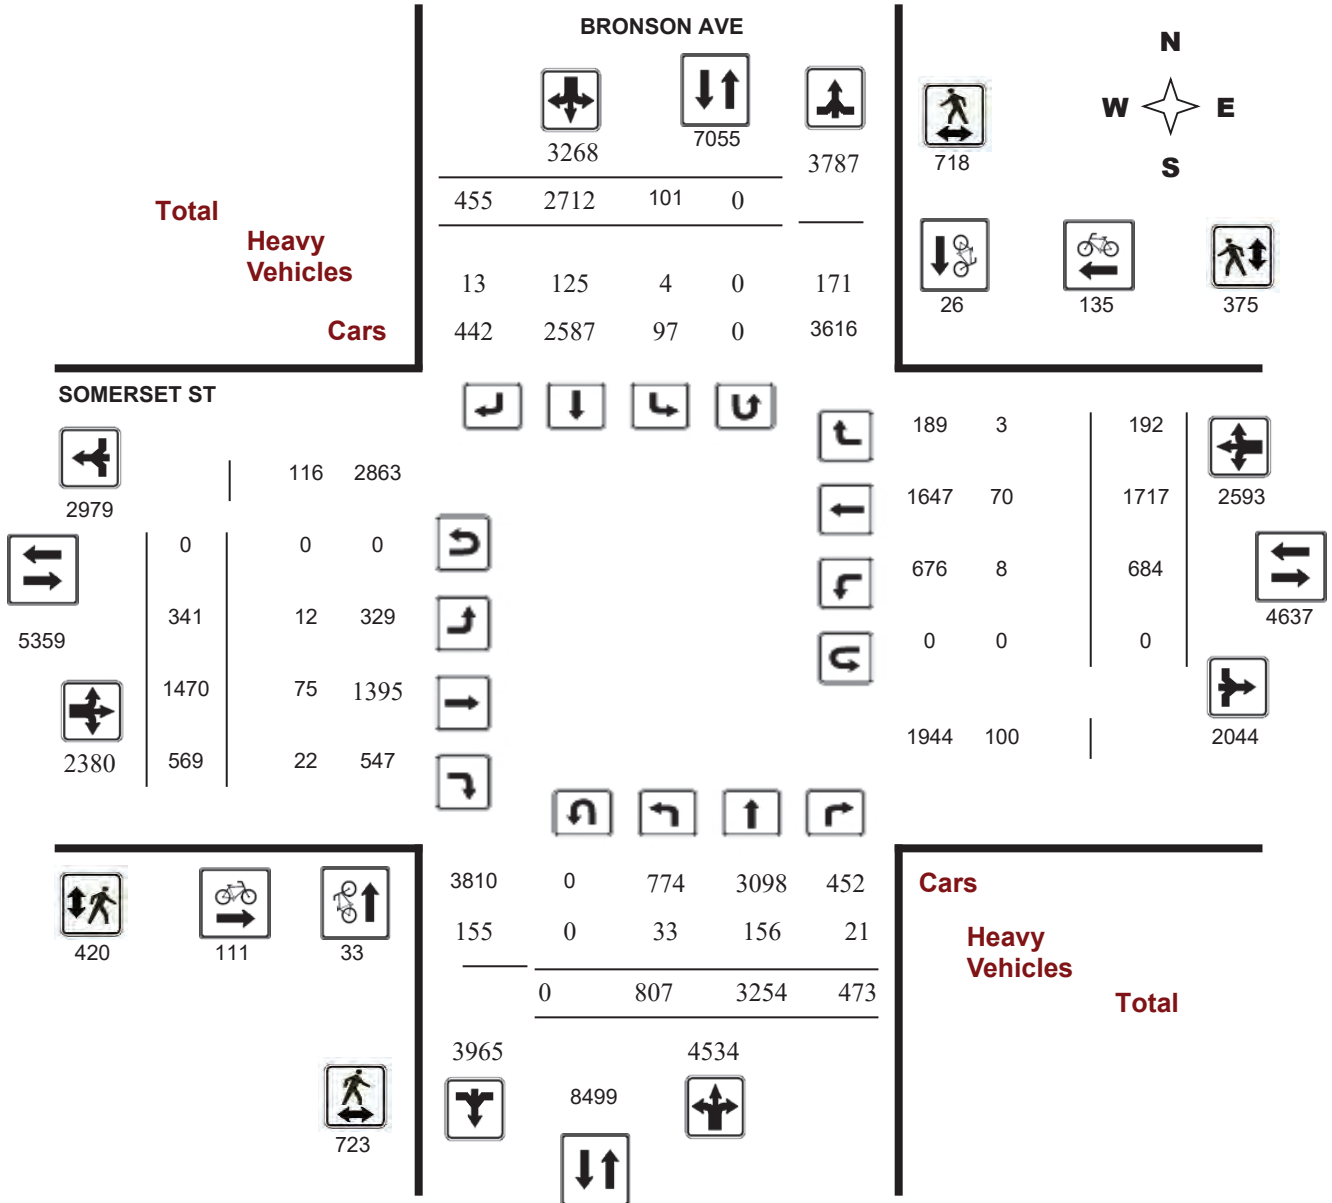 BRONSON AVE
N
W E
S
3268
7055
3787
718
Total
455 2712 101 0
Heavy
Vehicles
13 125 4 0 171
26 135 375
Cars
442 2587 97 0 3616
SOMERSET ST
189 3 192
116 2863
2979
1647 70 1717 2593
0 0 0
676 8 684
341 12 329
4637
5359
0 0 0
1470 75 1395
2380 569 22 547
1944 100 2044
3810 0 774 3098 452
Cars
155 0 33 156 21
Heavy
Vehicles
420 111 33
0 807 3254 473
Total
3965 4534
8499
723